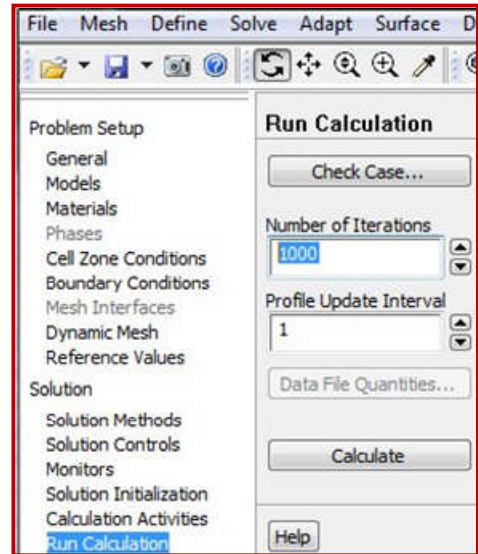 File Mesh Define Solve Adapt Surface D
Problem Setup
General
Models
Materials
Phases
Cell Zone Conditions
Boundary Conditions
Mesh Interfaces
Dynamic Mesh
Reference Values
Solution
Solution Methods
Solution Controls
Monitors
Solution Initialization
Calculation Activities
Run Calculation
Run Calculation
Check Case...
Number of Iterations
1000
Profile Update Interval
1
Data File Quantities...
Calculate
Help